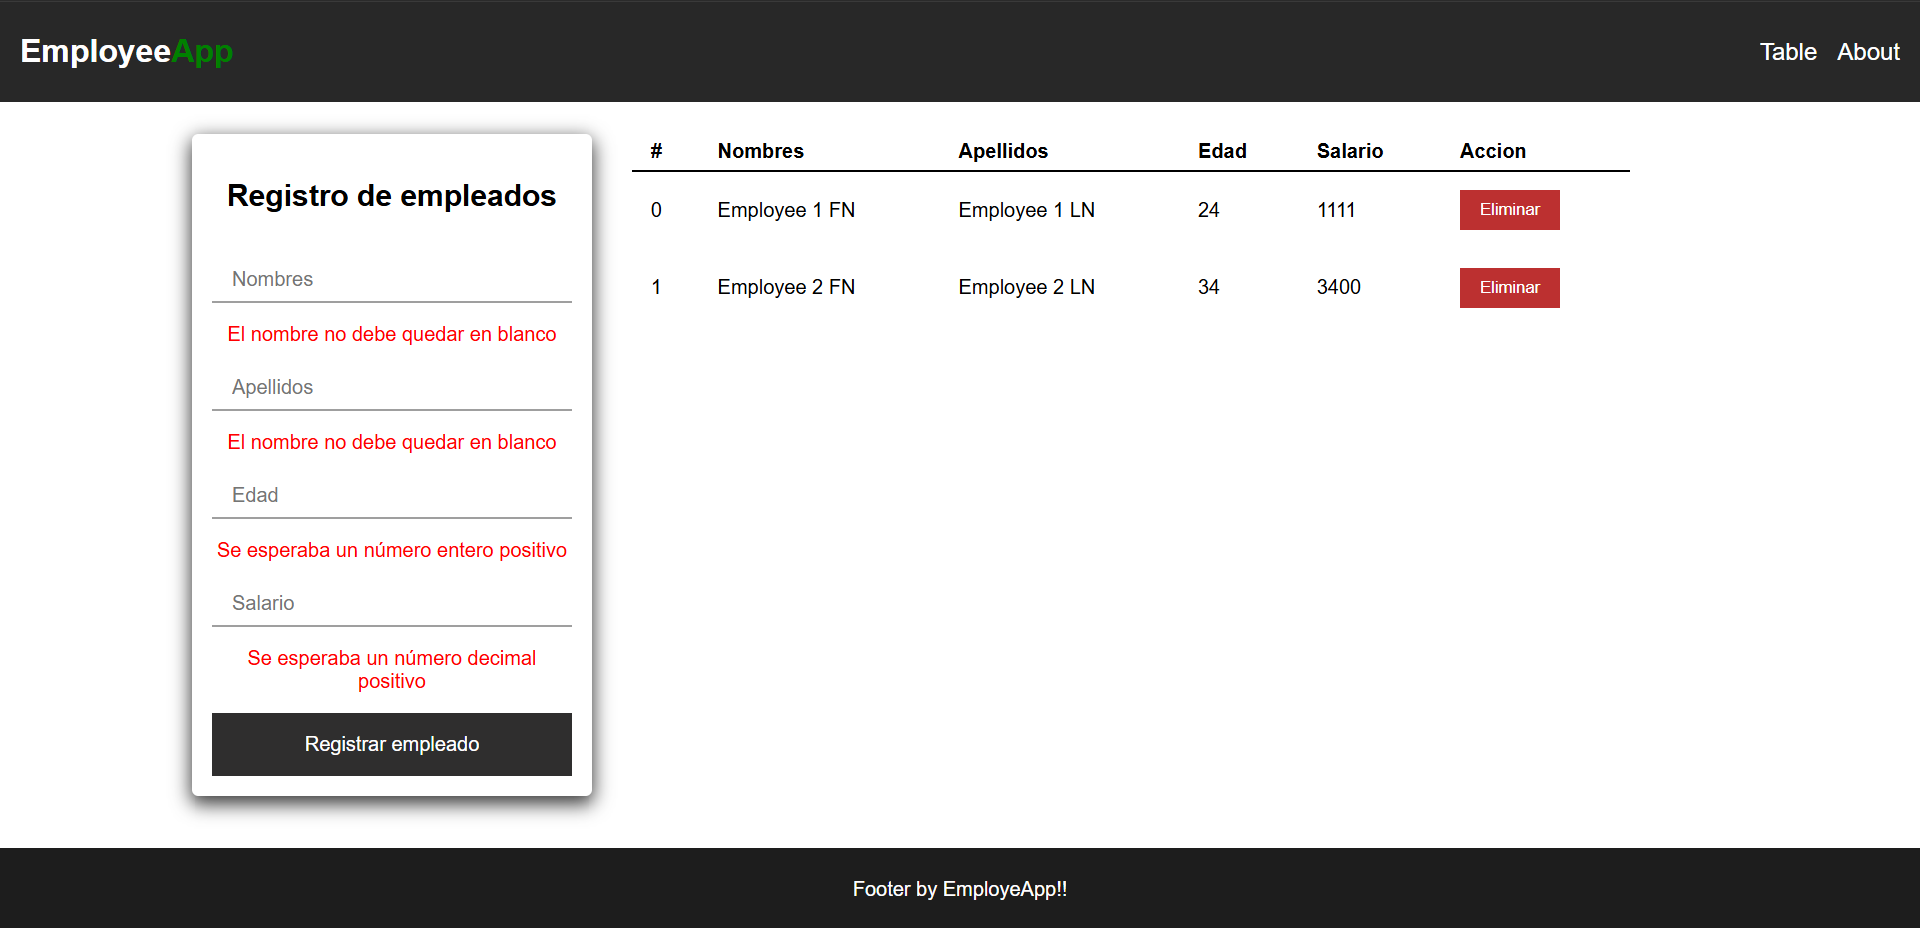 EmployeeApp
Table About
Registro de empleados
Nombres
El nombre no debe quedar en blanco
Apellidos
El nombre no debe quedar en blanco
Edad
Se esperaba un número entero positivo
Salario
Se esperaba un número decimal
positivo
Registrar empleado
# Nombres Apellidos Edad Salario Accion
0 Employee 1 FN Employee 1 LN 24 1111 Eliminar
1 Employee 2 FN Employee 2 LN 34 3400 Eliminar
Footer by EmployeApp!!